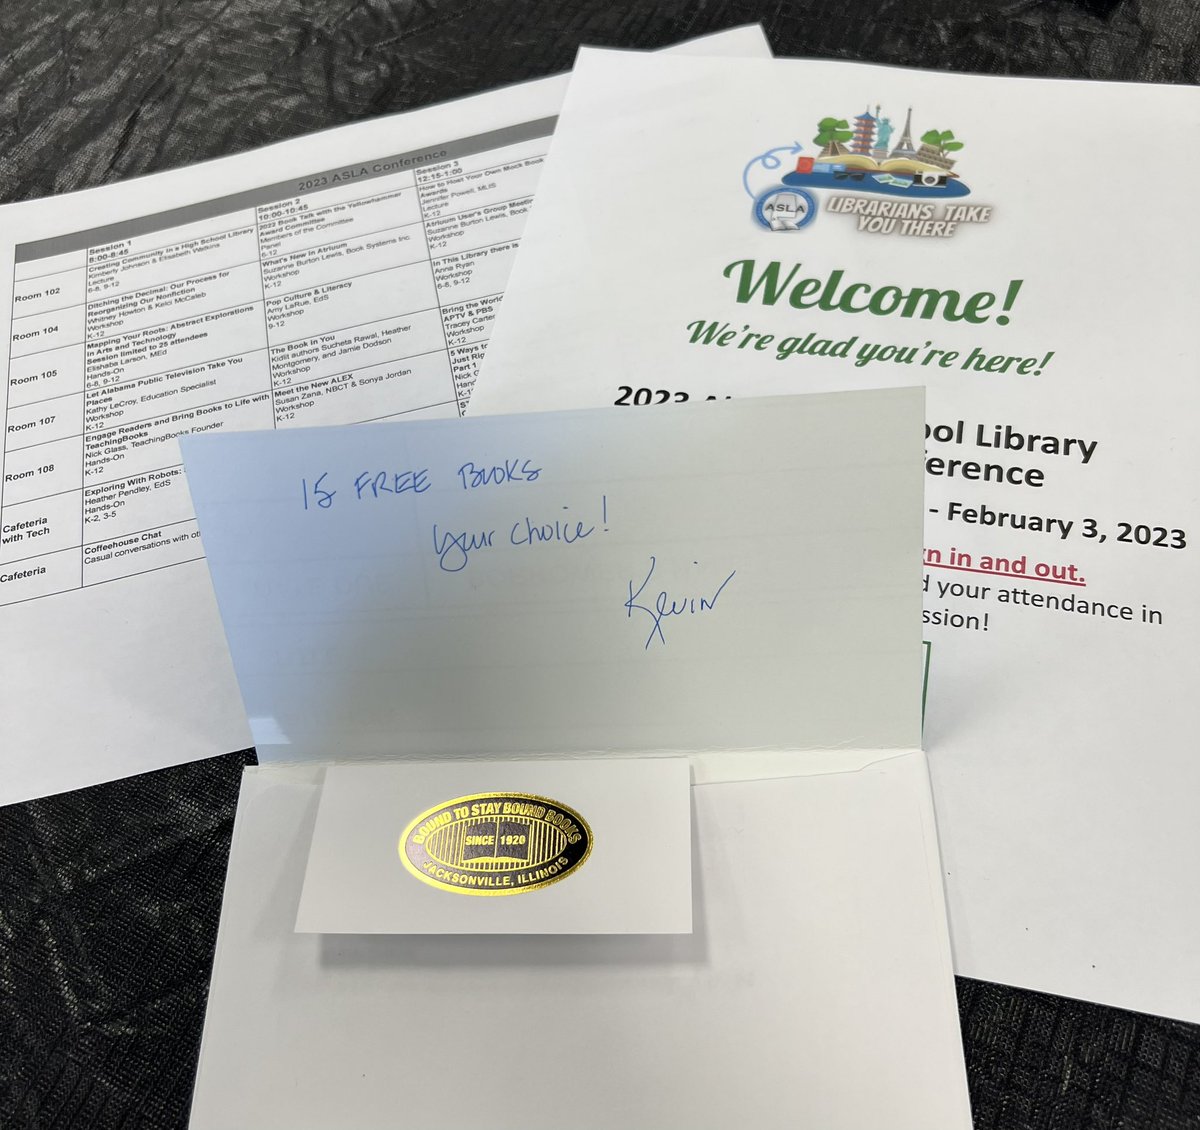 2023 ASLA Conference
Session 1
8:00-8:45
Session 2
10:00-10:45
Session 3
12:15-1:00
Room 102
Creating Community in a High School Library
Kimberly Johnson & Elisabeth Watkins
Lecture
6-8, 9-12
2022 Book Talk with the Yellowhammer
Award Committee
Members of the Committee
Panel
6-12
How to Host Your Own Mock Book
Awards
Jennifer Powell, MLIS
Lecture
K-12
Room 104
Ditching the Decimal: Our Process for
Reorganizing Our Nonfiction
Whitney Howton & Kelci McCaleb
Workshop
K-12
What's New in Atriuum
Suzanne Burton Lewis, Book Systems Inc.
Workshop
K-12
Atriuum User's Group Meeting
Suzanne Burton Lewis, Book
Workshop
K-12
Room 105
Mapping Your Roots: Abstract Explorations
In Arts and Technology
Session limited to 25 attendees
Elishaba Larson, MEd
Hands-On
6-8, 9-12
Pop Culture & Literacy
Amy LaRue, EdS
Workshop
9-12
In This Library there is
Anne Ryan
Workshop
6-8, 9-12
Room 107
Let Alabama Public Television Take You
Places
Kathy LeCroy, Education Specialist
Workshop
K-12
The Book in You
Kidlit authors Sucheta Rawal, Heather
Montgomery, and Jamie Dodson
Workshop
K-12
Bring the World
APTV & PBS
Tracey Carter
Workshop
K-12
Room 108
Engage Readers and Bring Books to Life with
TeachingBooks
Nick Glass, TeachingBooks Founder
Hands-On
K-12
Meet the New ALEX
Susan Zana, NBCT & Sonya Jordan
Workshop
K-12
5 Ways to
Just Rig
Part 1
Nick G
Hand
Cafeteria
with Tech
Exploring With Robots:
Heather Pendley, EdS
Hands-On
K-2, 3-5
Cafeteria
Coffeehouse Chat
Casual conversations with ot
ASLA
LIBRARIANS TAKE
YOU THERE
Welcome!
We're glad you're here!
2023
ool Library
erence
- February 3, 2023
n in and out.
d your attendance in
ssion!
15 FREE BOOKS
your choice!
Kevin
BOUND TO STAY BOUND BOOKS
SINCE 1920
JACKSONVILLE, ILLINOIS